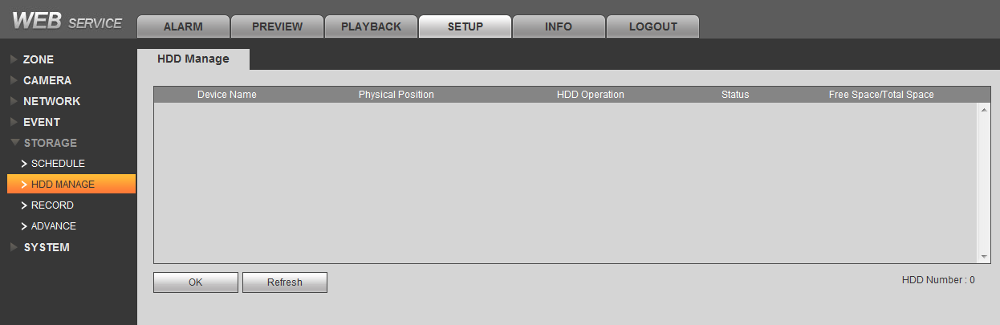 WEB SERVICE
ALARM PREVIEW PLAYBACK SETUP INFO LOGOUT
ZONE
CAMERA
NETWORK
EVENT
STORAGE
SCHEDULE
HDD MANAGE
RECORD
ADVANCE
SYSTEM
HDD Manage
Device Name Physical Position HDD Operation Status Free Space/Total Space
OK Refresh HDD Number : 0